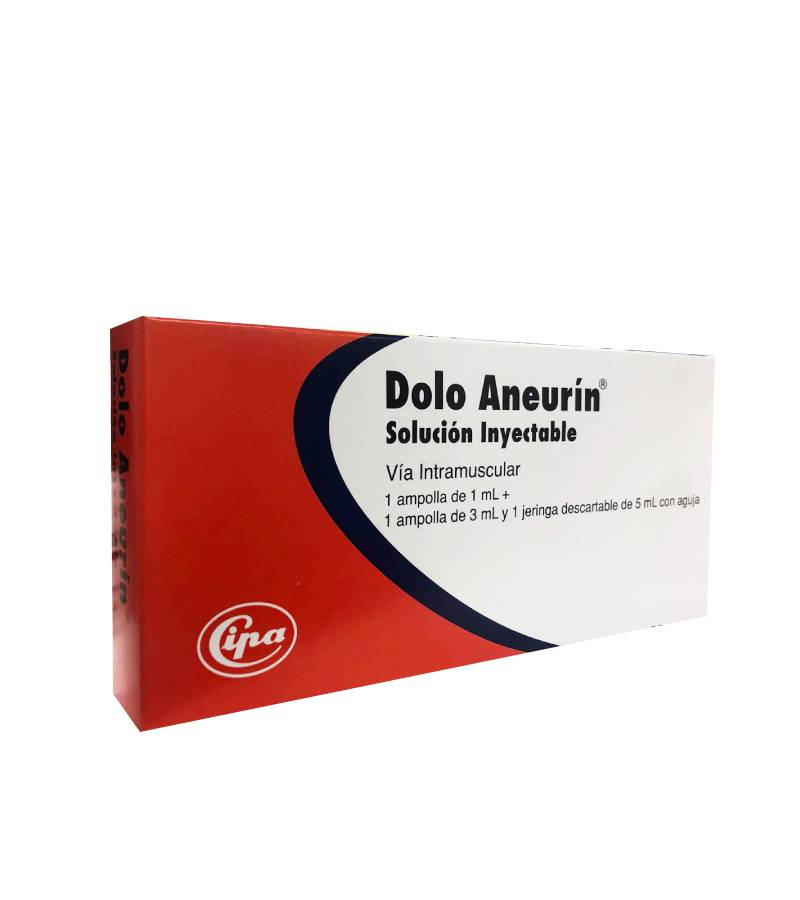 Dolo Aneurín®
Solución Inyectable
Vía Intramuscular
1 ampolla de 1 mL +
1 ampolla de 3 mL y 1 jeringa descartable de 5 mL con aguja
Cipa
Dolo Aneurín
Solución